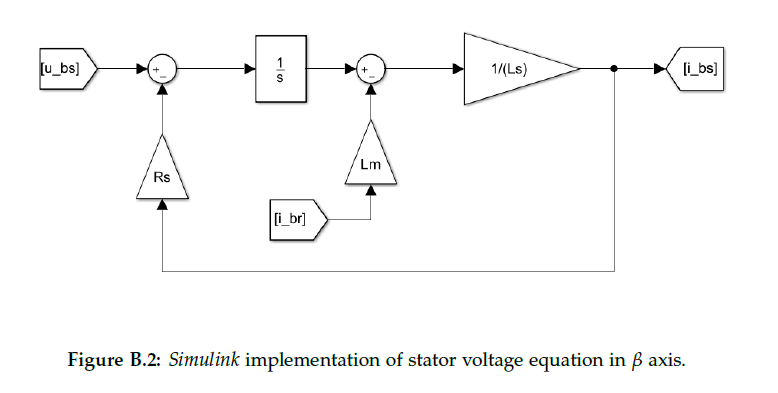 [u_bs]
+
_
1
s
+
_
1/(Ls)
[i_bs]
Rs
Lm
[i_br]
Figure B.2: Simulink implementation of stator voltage equation in β axis.